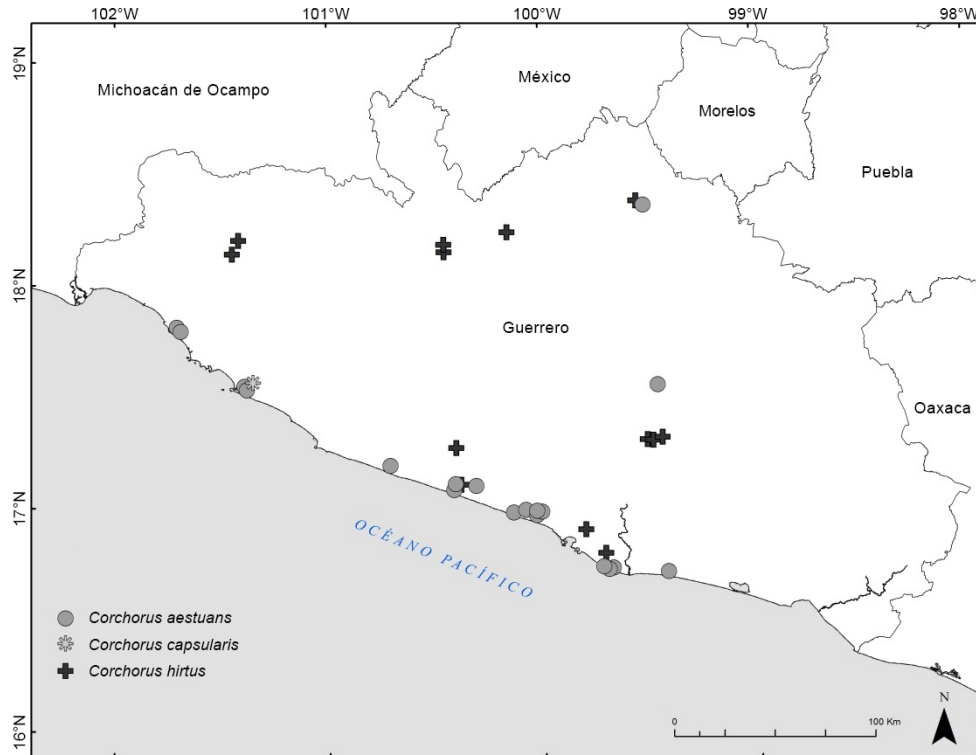 102°W 101°W 100°W 99°W 98°W
19°N
México
Michoacán de Ocampo
Morelos
Puebla
18°N
Guerrero
Oaxaca
17°N
OCÉANO PACÍFICO
Corchorus aestuans
Corchorus capsularis
Corchorus hirtus
N
0 100 Km
16°N